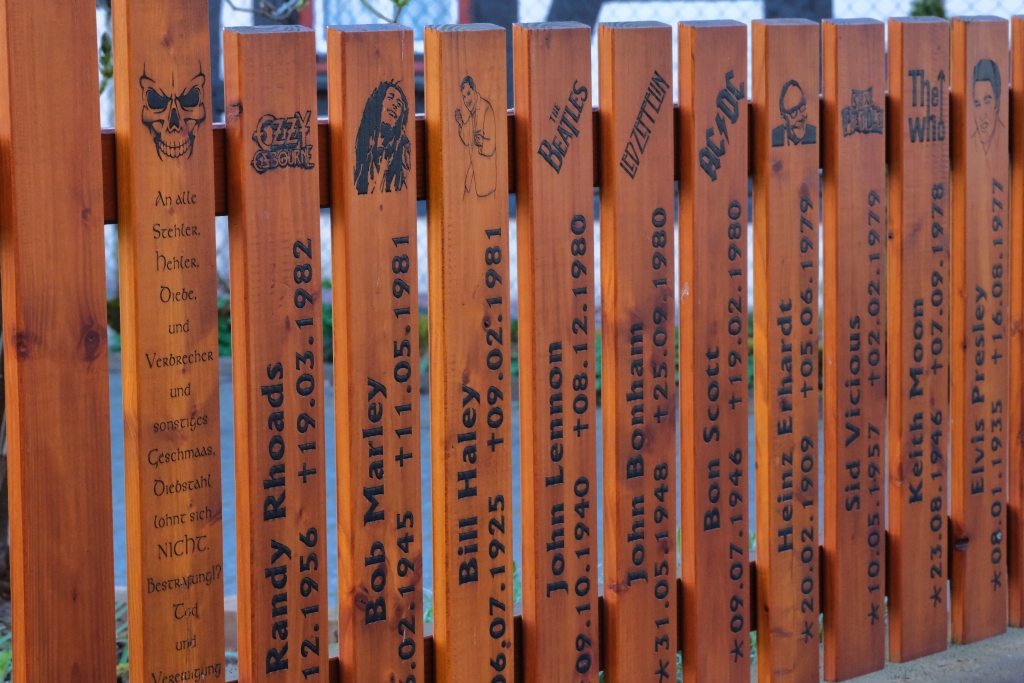 An alle
Stehler,
Hehler,
Diebe,
und
Verbrecher
und
sonstiges
Geschmaas,
Diebstahl
lohnt sich
NICHT.
Bestrafung!?
Tod
und
Vereinigung
OZZY
OSBOURNE
Randy Rhoads
12.1956 +19.03.1982
Bob Marley
.02.1945 +11.05.1981
Bill Haley
06.07.1925 +09.02.1981
THE
BEATLES
John Lennon
09.10.1940 +08.12.1980
LED ZEPPELIN
John Bonham
*31.05.1948 +25.09.1980
AC/DC
Bon Scott
*09.07.1946 +19.02.1980
Heinz Erhardt
*20.02.1909 +05.06.1979
Sid Vicious
*10.05.1957 +02.02.1979
The
Who
Keith Moon
*23.08.1946 +07.09.1978
Elvis Presley
*08.0.1935 +16.08.1977